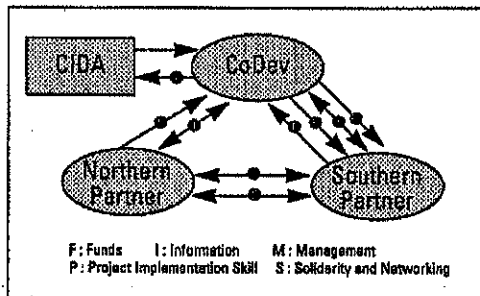 CIDA
CoDev
Northern
Partner
Southern
Partner
F: Funds I: Information M: Management
P: Project Implementation Skill S: Solidarity and Networking